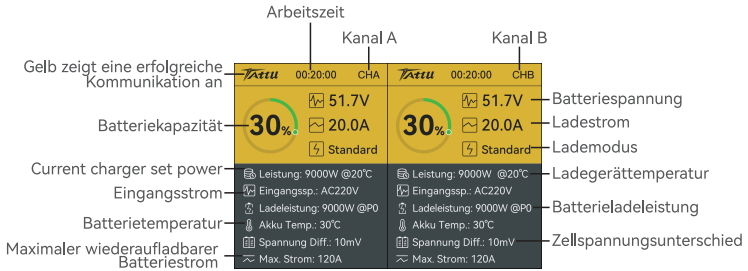 Arbeitszeit
Kanal A
Kanal B
Gelb zeigt eine erfolgreiche
Kommunikation an
TATTU 00:20:00 CHA
TATTU 00:20:00 CHB
Batteriekapazität
30%
51.7V
20.0A
Standard
30%
51.7V
20.0A
Standard
Batteriespannung
Ladestrom
Lademodus
Current charger set power
Eingangsstrom
Batterietemperatur
Maximaler wiederaufladbarer
Batteriestrom
Leistung: 9000W @20°C
Eingangssp.: AC220V
Ladeleistung: 9000W @P0
Akku Temp.: 30°C
Spannung Diff.: 10mV
Max. Strom: 120A
Leistung: 9000W @20°C
Eingangssp.: AC220V
Ladeleistung: 9000W @P0
Akku Temp.: 30°C
Spannung Diff.: 10mV
Max. Strom: 120A
Ladegerättemperatur
Batterieladeleistung
Zellspannungsunterschied